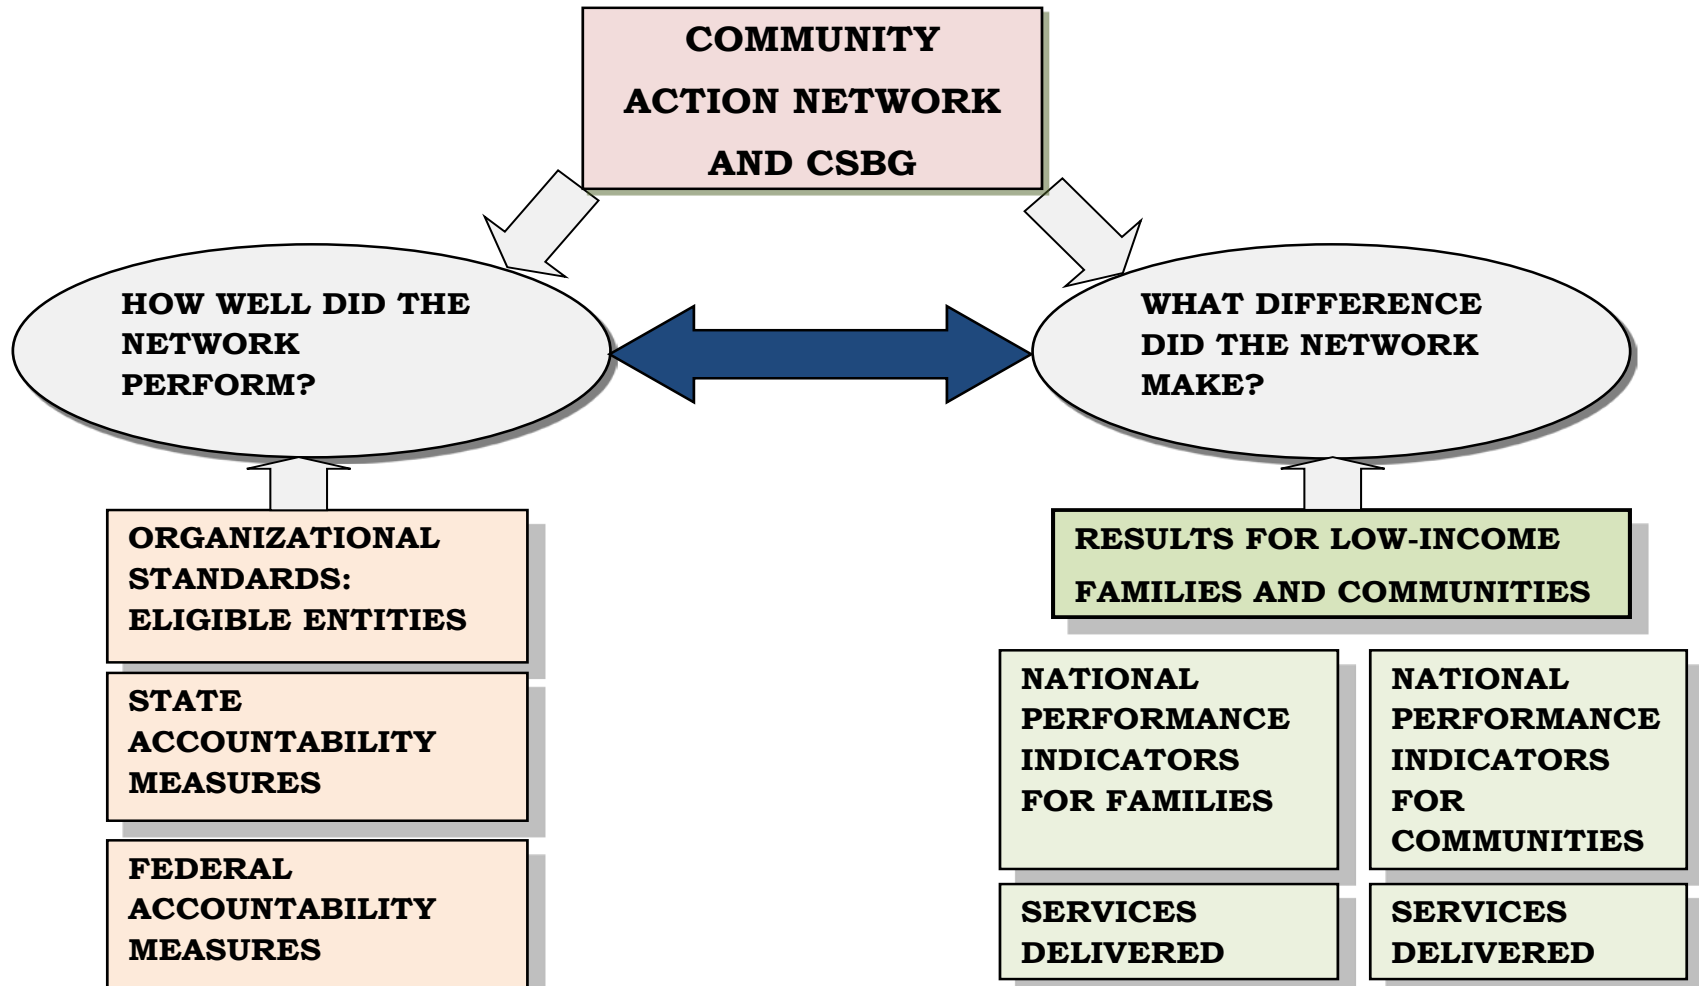 COMMUNITY
ACTION NETWORK
AND CSBG
HOW WELL DID THE
NETWORK
PERFORM?
WHAT DIFFERENCE
DID THE NETWORK
MAKE?
ORGANIZATIONAL
STANDARDS:
ELIGIBLE ENTITIES
STATE
ACCOUNTABILITY
MEASURES
FEDERAL
ACCOUNTABILITY
MEASURES
RESULTS FOR LOW-INCOME
FAMILIES AND COMMUNITIES
NATIONAL
PERFORMANCE
INDICATORS
FOR FAMILIES
NATIONAL
PERFORMANCE
INDICATORS
FOR
COMMUNITIES
SERVICES
DELIVERED
SERVICES
DELIVERED